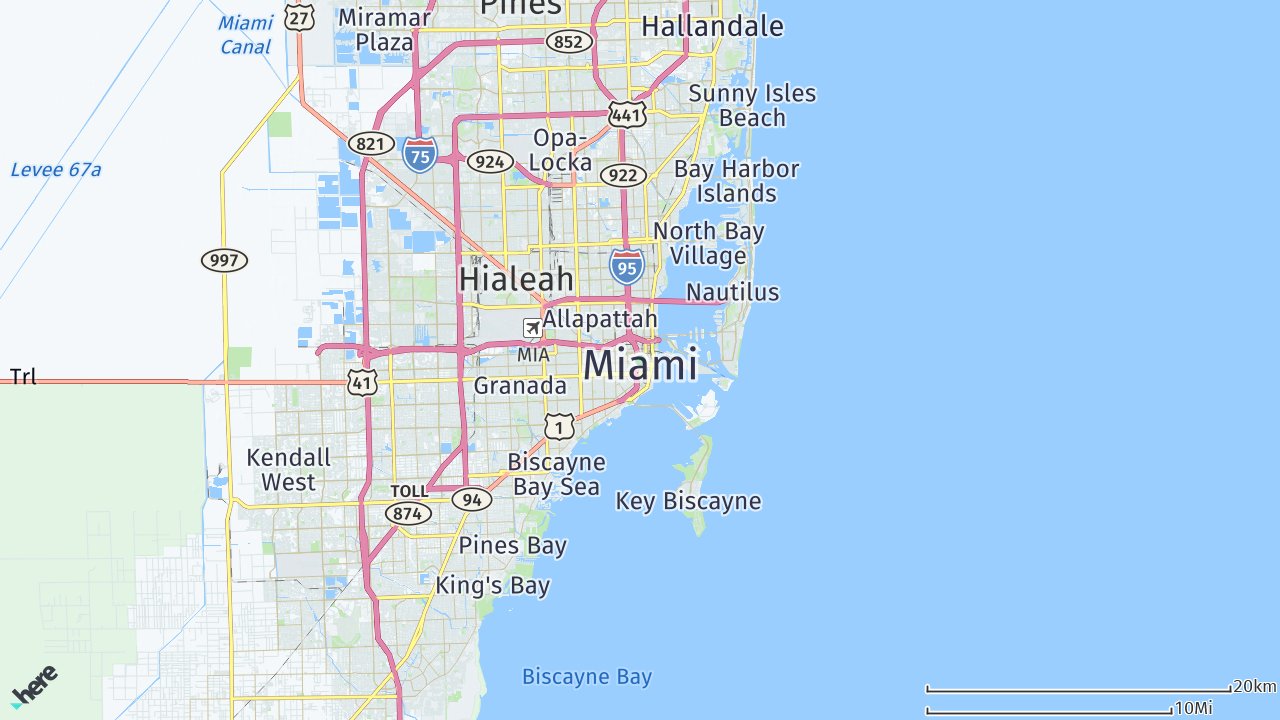 Pines
27
Miami
Canal
Miramar
Plaza
852
Hallandale
Sunny Isles
Beach
441
821
75
924
Opa-
Locka
922
Bay Harbor
Islands
Levee 67a
997
North Bay
Village
95
Hialeah
Nautilus
Allapattah
MIA
Miami
Trl
41
Granada
1
Kendall
West
Biscayne
Bay Sea
TOLL
874
94
Key Biscayne
Pines Bay
King's Bay
Biscayne Bay
here
20km
10Mi